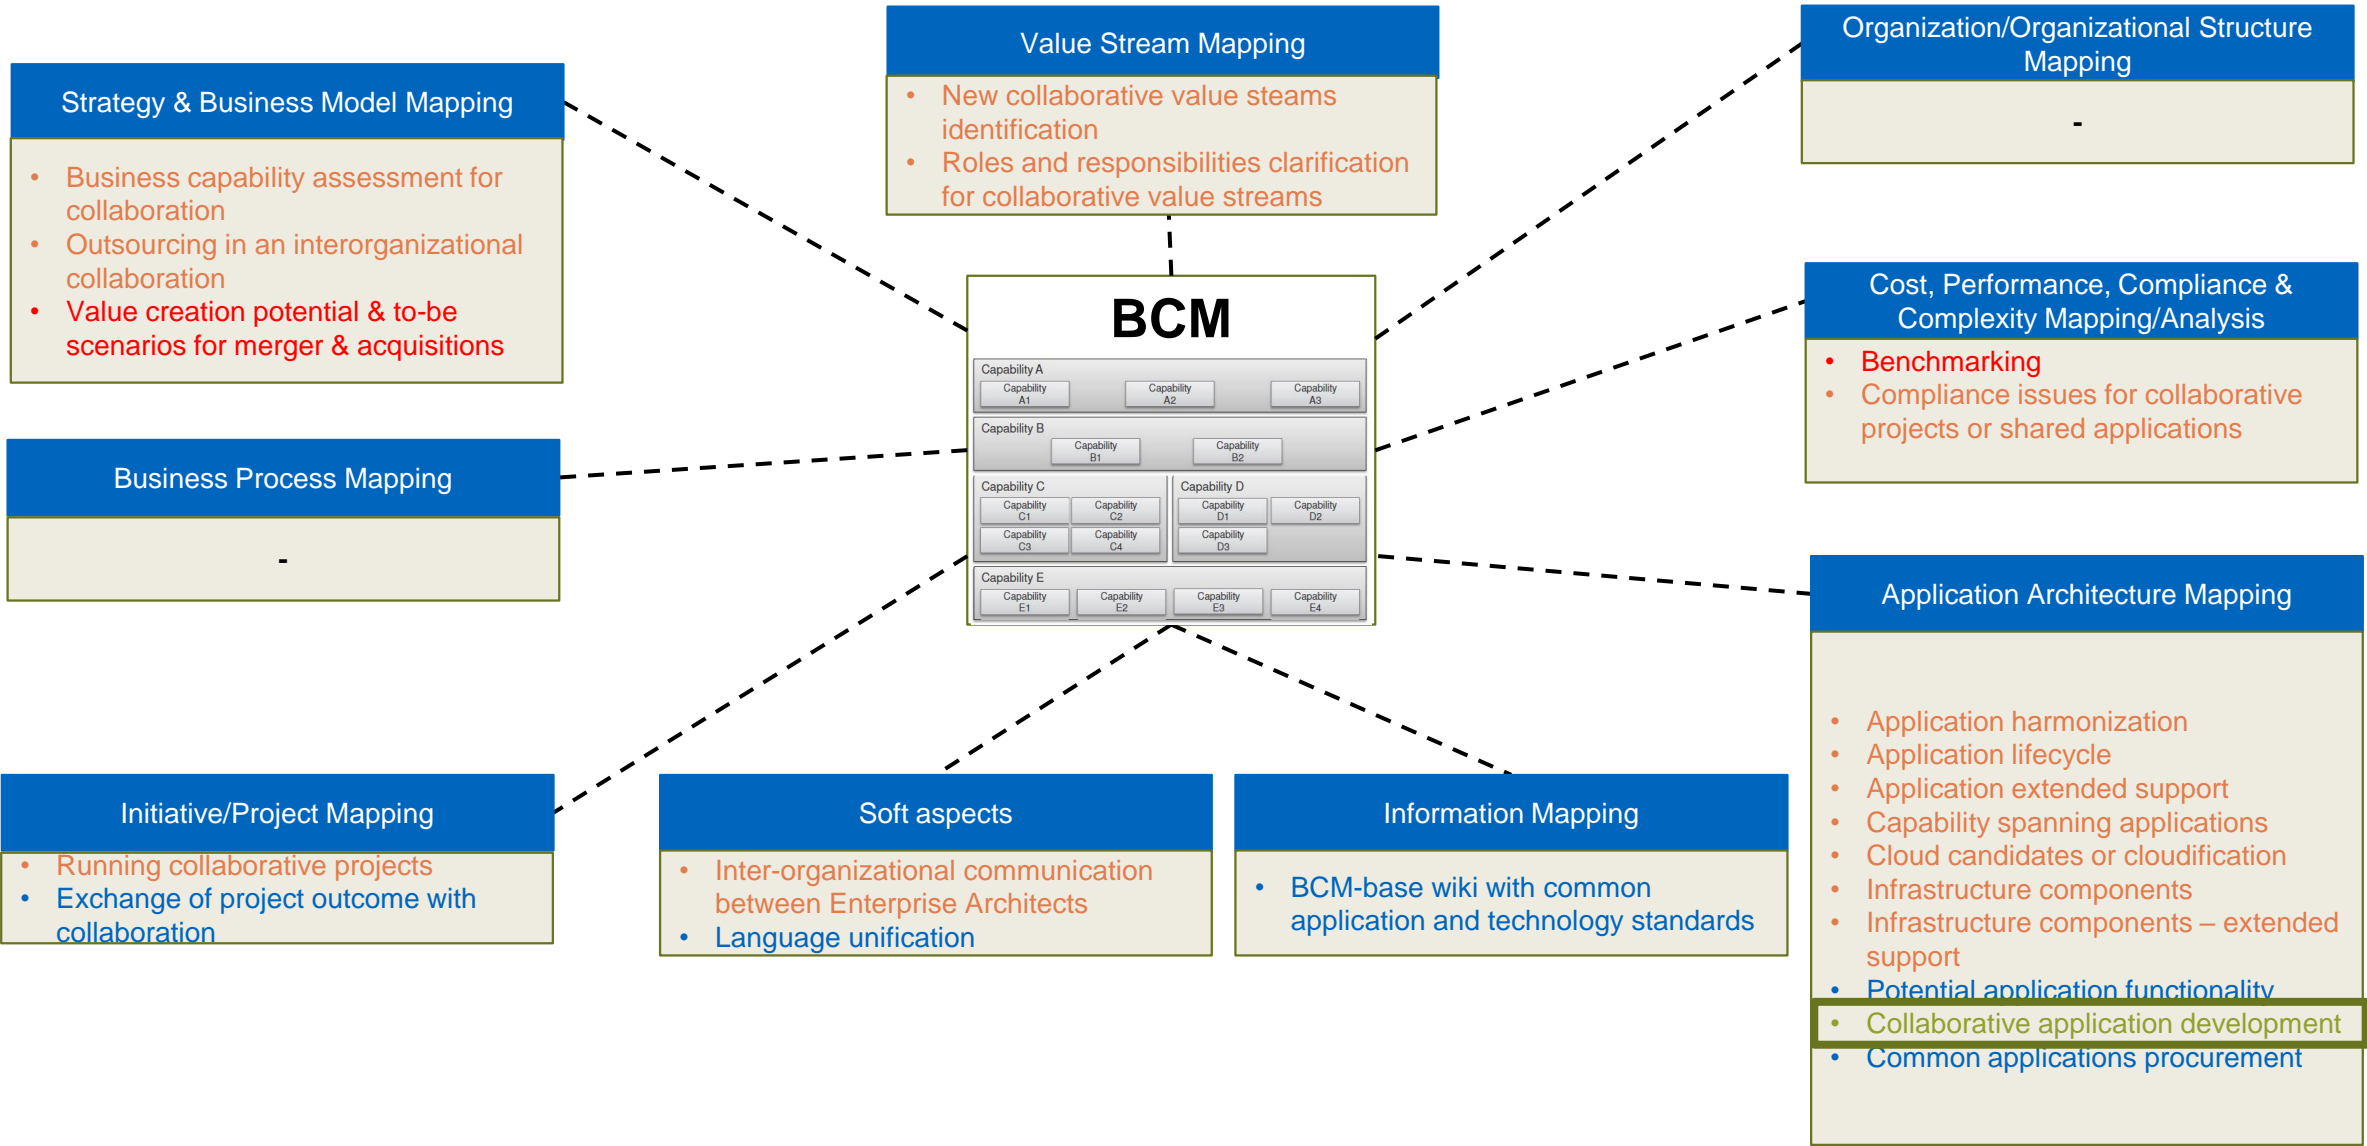 Strategy & Business Model Mapping
• Business capability assessment for
collaboration
• Outsourcing in an interorganizational
collaboration
• Value creation potential & to-be
scenarios for merger & acquisitions
Value Stream Mapping
• New collaborative value steams
identification
• Roles and responsibilities clarification
for collaborative value streams
Organization/Organizational Structure
Mapping
-
Cost, Performance, Compliance &
Complexity Mapping/Analysis
• Benchmarking
• Compliance issues for collaborative
projects or shared applications
Business Process Mapping
-
BCM
Capability A
Capability
A1
Capability
A2
Capability
A3
Capability B
Capability
B1
Capability
B2
Capability C
Capability
C1
Capability
C2
Capability
C3
Capability
C4
Capability D
Capability
D1
Capability
D2
Capability
D3
Capability E
Capability
E1
Capability
E2
Capability
E3
Capability
E4
Application Architecture Mapping
• Application harmonization
• Application lifecycle
• Application extended support
• Capability spanning applications
• Cloud candidates or cloudification
• Infrastructure components
• Infrastructure components – extended
support
• Potential application functionality
• Collaborative application development
• Common applications procurement
Initiative/Project Mapping
• Running collaborative projects
• Exchange of project outcome with
collaboration
Soft aspects
• Inter-organizational communication
between Enterprise Architects
• Language unification
Information Mapping
• BCM-base wiki with common
application and technology standards